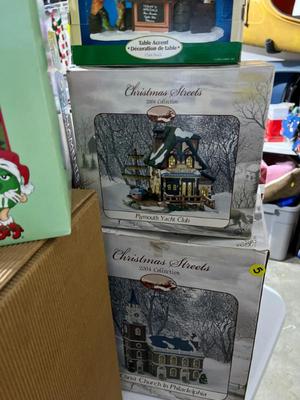 Table Accent
Décoration de table
Christmas Streets
2004 Collection
Plymouth Yacht Club
Christmas Streets
2004 Collection
5
Christ Church In Philadelphia